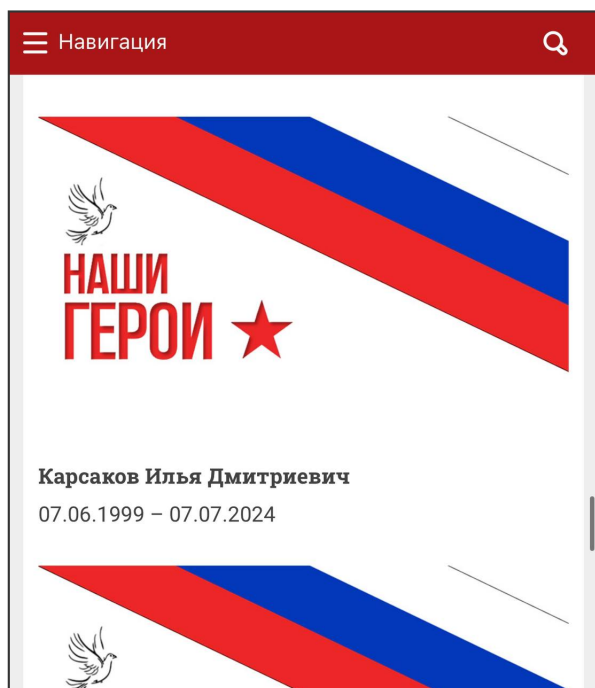 Навигация
НАШИ
ГЕРОИ
Карсаков Илья Дмитриевич
07.06.1999 – 07.07.2024